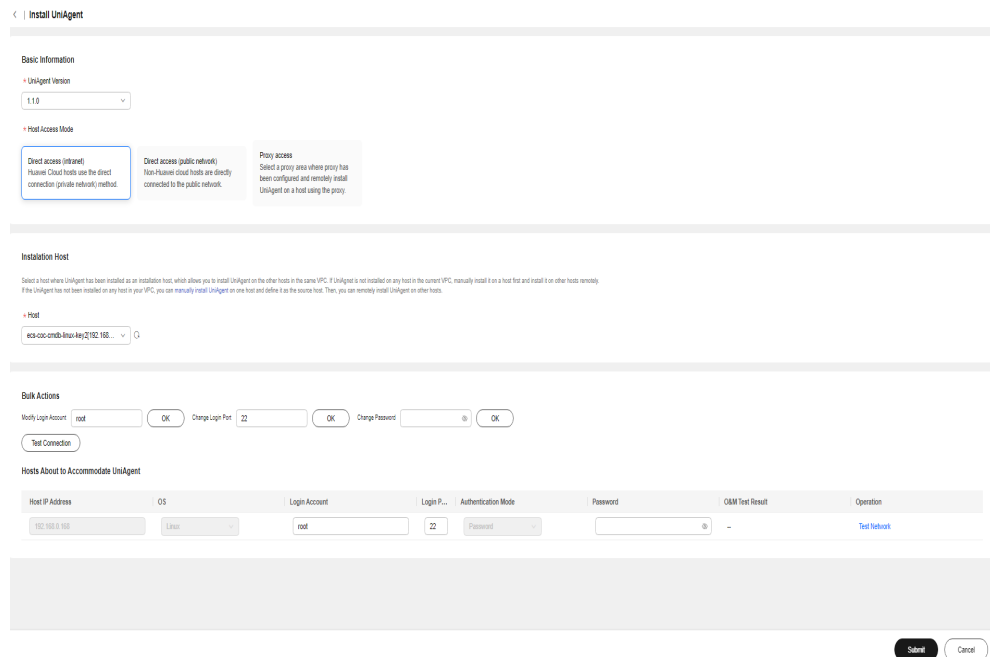 Install UniAgent
Basic Information
* UniAgent Version
1.1.0
* Host Access Mode
Direct access (intranet)
Huawei Cloud hosts use the direct
connection (private network) method.
Direct access (public network)
Non-Huawei cloud hosts are directly
connected to the public network.
Proxy access
Select a proxy area where proxy has
been configured and remotely install
UniAgent on a host using the proxy.
Instalation Host
Select a host where UniAgent has been installed as an installation host, which allows you to install UniAgent on the other hosts in the same VPC. If UniAgnet is not installed on any host in the current VPC, manually install it on a host first and install it on other hosts remotely.
If the UniAgent has not been installed on any host in your VPC, you can manually install UniAgent on one host and define it as the source host. Then, you can remotely install UniAgent on other hosts.
* Host
ecs-coc-cmdb-linux-key2[192.168...
Bulk Actions
Modify Login Account root OK Change Login Port 22 OK Change Password OK
Test Connection
Hosts About to Accommodate UniAgent
Host IP Address OS Login Account Login P... Authentication Mode Password O&M Test Result Operation
192.168.0.168 Linux root 22 Password -- Test Network
Submit Cancel